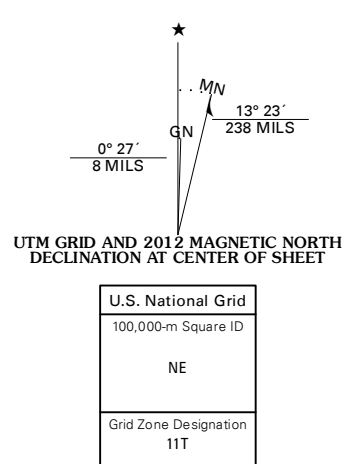 ★
MN
13° 23´
238 MILS
GN
0° 27´
8 MILS
UTM GRID AND 2012 MAGNETIC NORTH
DECLINATION AT CENTER OF SHEET
U.S. National Grid
100,000-m Square ID
NE
Grid Zone Designation
11T